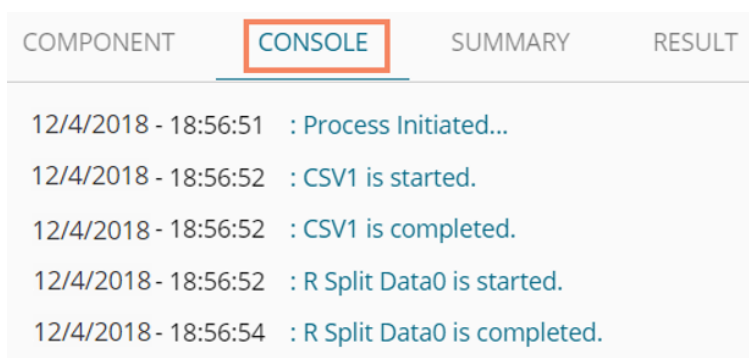 COMPONENT CONSOLE SUMMARY RESULT
12/4/2018 - 18:56:51 : Process Initiated...
12/4/2018 - 18:56:52 : CSV1 is started.
12/4/2018 - 18:56:52 : CSV1 is completed.
12/4/2018 - 18:56:52 : R Split Data0 is started.
12/4/2018 - 18:56:54 : R Split Data0 is completed.